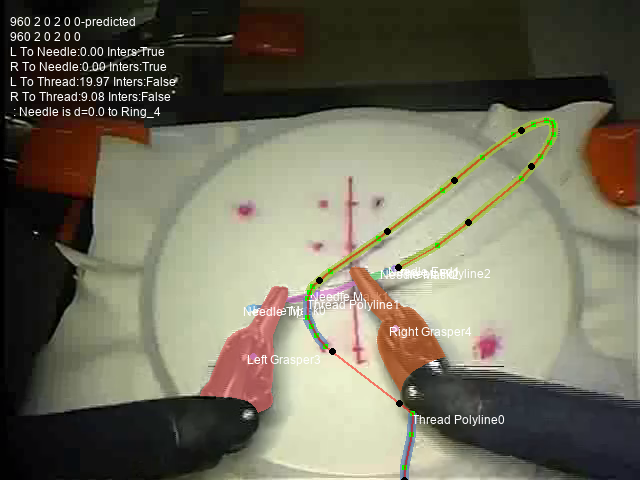 960 2 0 2 0 0-predicted
960 2 0 2 0 0
L To Needle:0.00 Inters:True
R To Needle:0.00 Inters:True
L To Thread:19.97 Inters:False
R To Thread:9.08 Inters:False
: Needle is d=0.0 to Ring_4
Polyline2
Needle M
Thread Polyline1
Needle Tip
Right Grasper4
Left Grasper3
Thread Polyline0